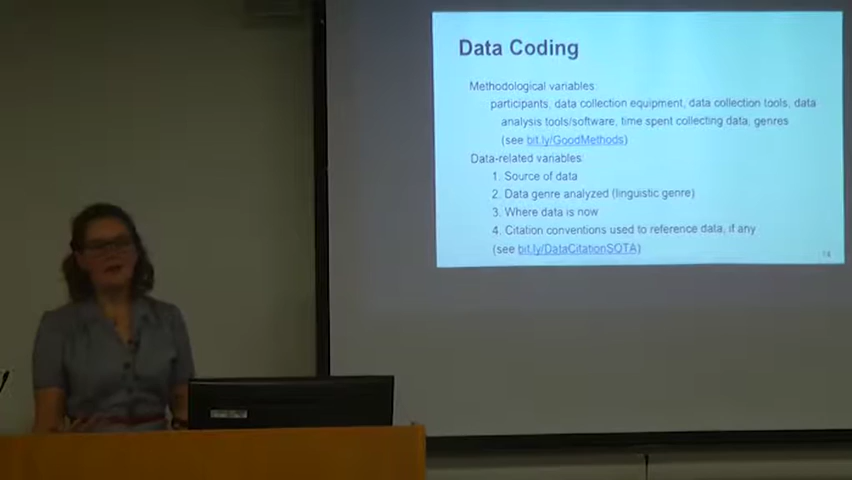 Data Coding
Methodological variables:
participants, data collection equipment, data collection tools, data
analysis tools/software, time spent collecting data, genres
(see bit.ly/GoodMethods)
Data-related variables:
1. Source of data
2. Data genre analyzed (linguistic genre)
3. Where data is now
4. Citation conventions used to reference data, if any
(see bit.ly/DataCitationSOTA)